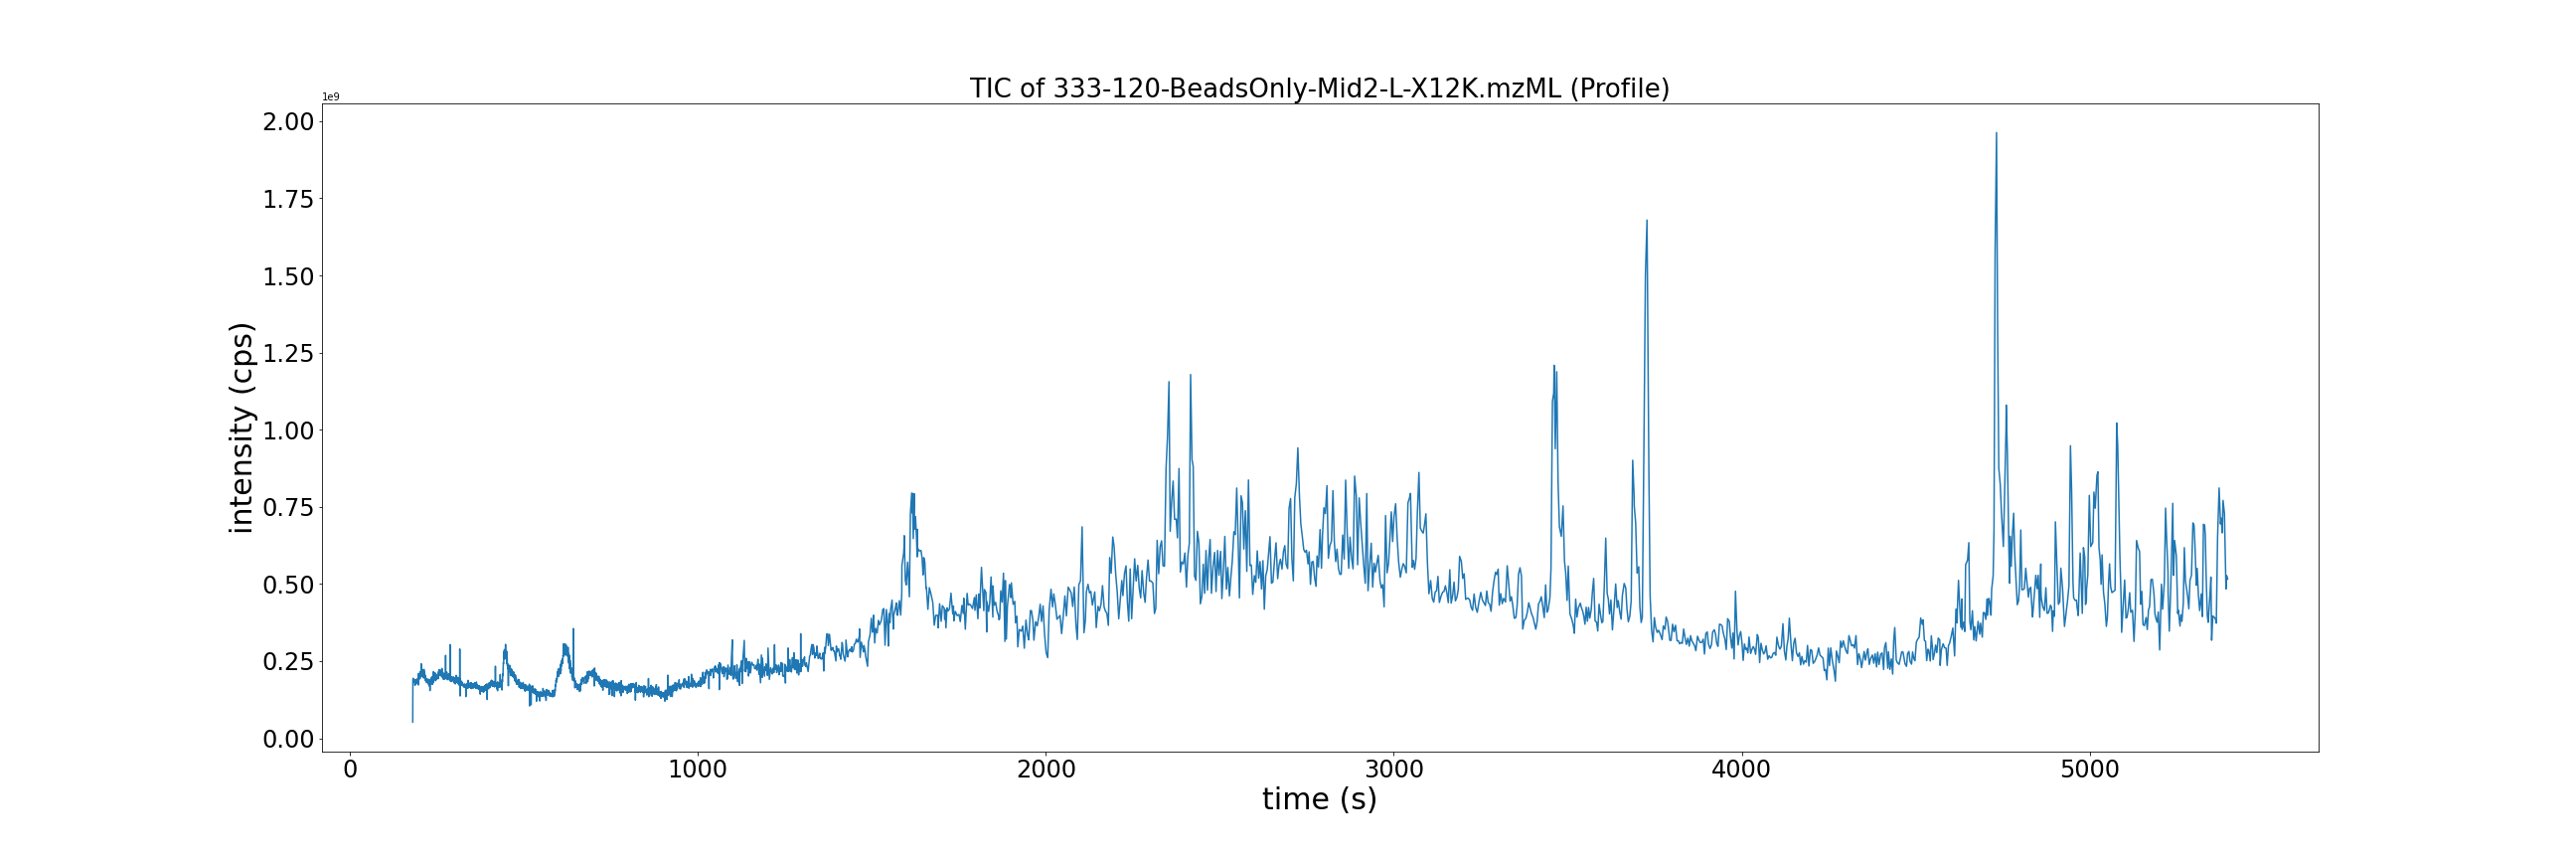 TIC of 333-120-BeadsOnly-Mid2-L-X12K.mzML (Profile)
1e9
2.00
1.75
1.50
1.25
1.00
0.75
0.50
0.25
0.00
intensity (cps)
0 1000 2000 3000 4000 5000
time (s)